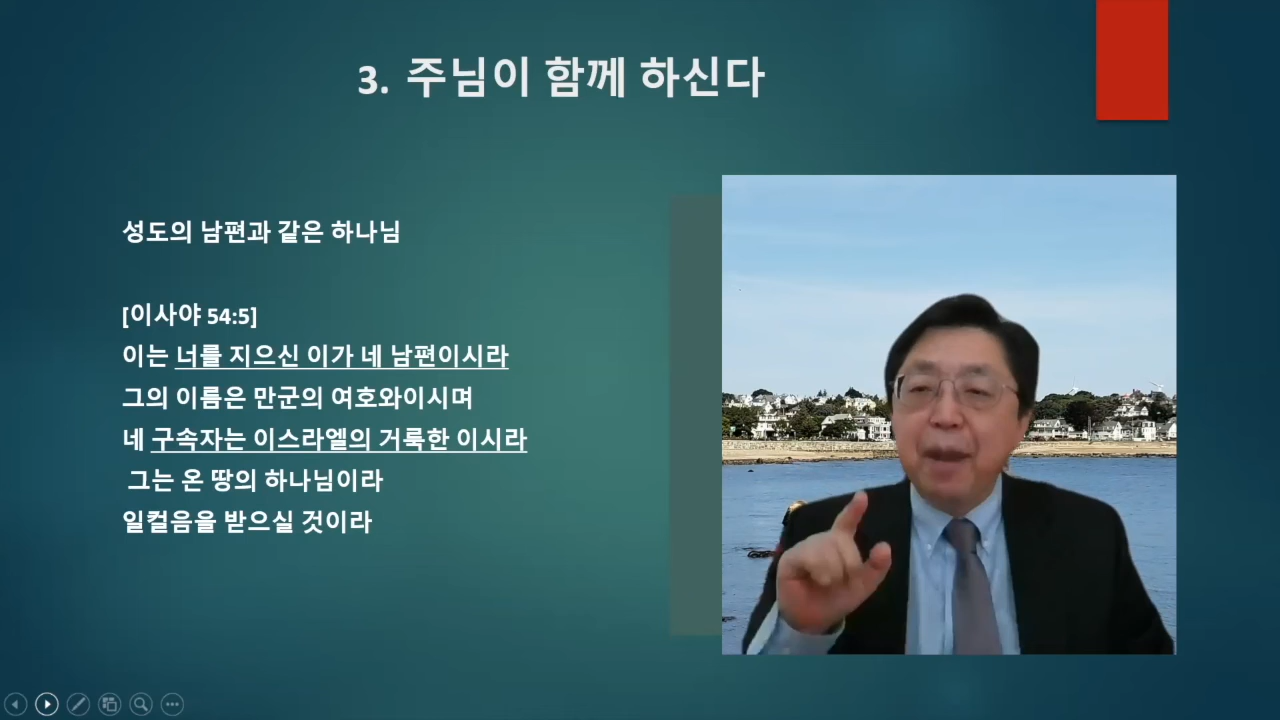 3. 주님이 함께 하신다
성도의 남편과 같은 하나님
[이사야 54:5]
이는 너를 지으신 이가 네 남편이시라
그의 이름은 만군의 여호와이시며
네 구속자는 이스라엘의 거룩한 이시라
그는 온 땅의 하나님이라
일컬음을 받으실 것이라